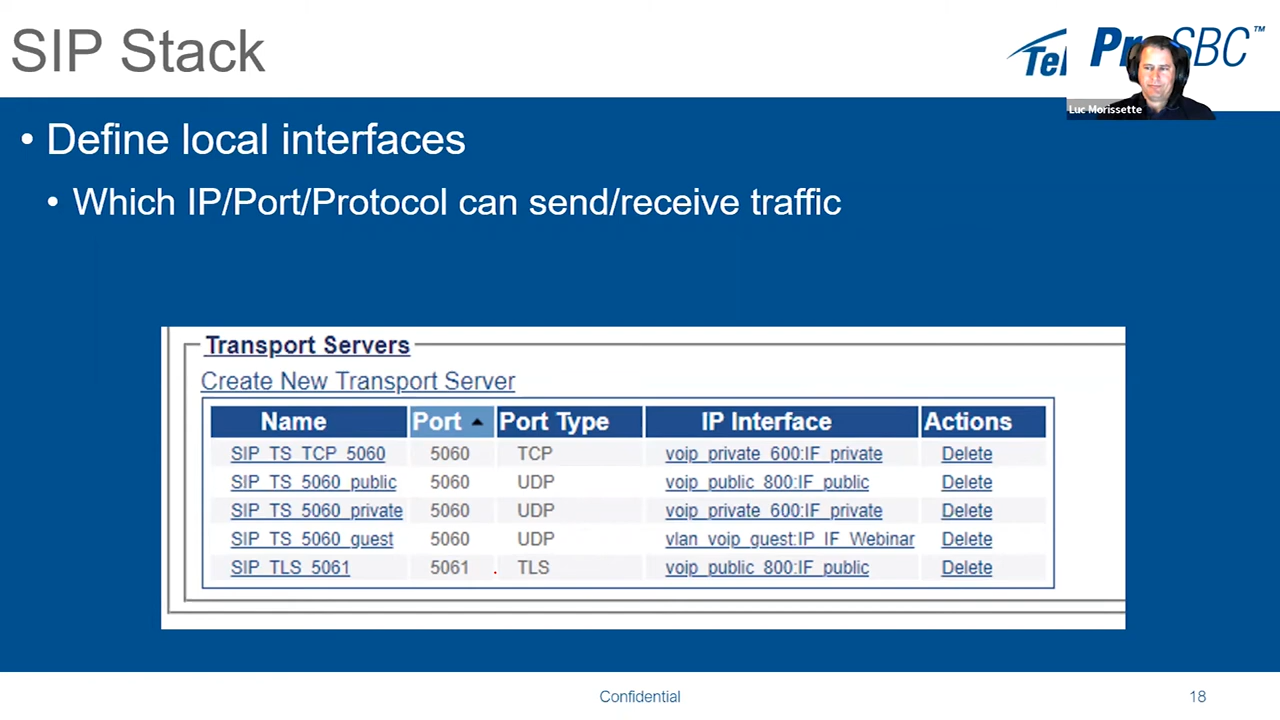 SIP Stack
Tel
Pr SBC™
Luc Morissette
• Define local interfaces
• Which IP/Port/Protocol can send/receive traffic
Transport Servers
Create New Transport Server
Name Port Port Type IP Interface Actions
SIP_TS_TCP_5060 5060 TCP voip_private_600:IF_private Delete
SIP_TS_5060_public 5060 UDP voip_public_800:IF_public Delete
SIP_TS_5060_private 5060 UDP voip_private_600:IF_private Delete
SIP_TS_5060_guest 5060 UDP vlan_voip_guest:IP_IF_Webinar Delete
SIP_TLS_5061 5061 TLS voip_public_800:IF_public Delete
Confidential
18